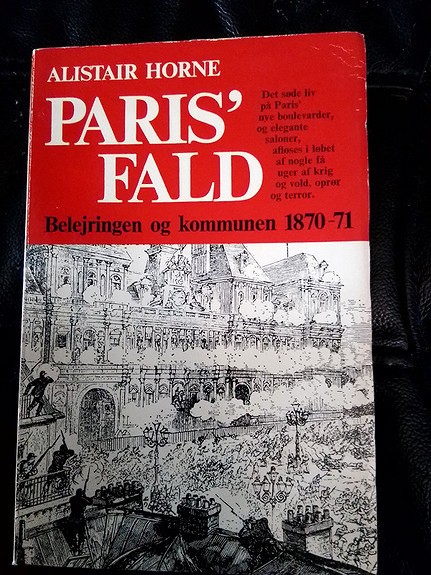 ALISTAIR HORNE
PARIS'
FALD
Det søde liv
på Paris'
nye boulevarder,
og elegante
saloner,
afløses i løbet
af nogle få
uger af krig
og vold, oprør
og terror.
Belejringen og kommunen 1870-71